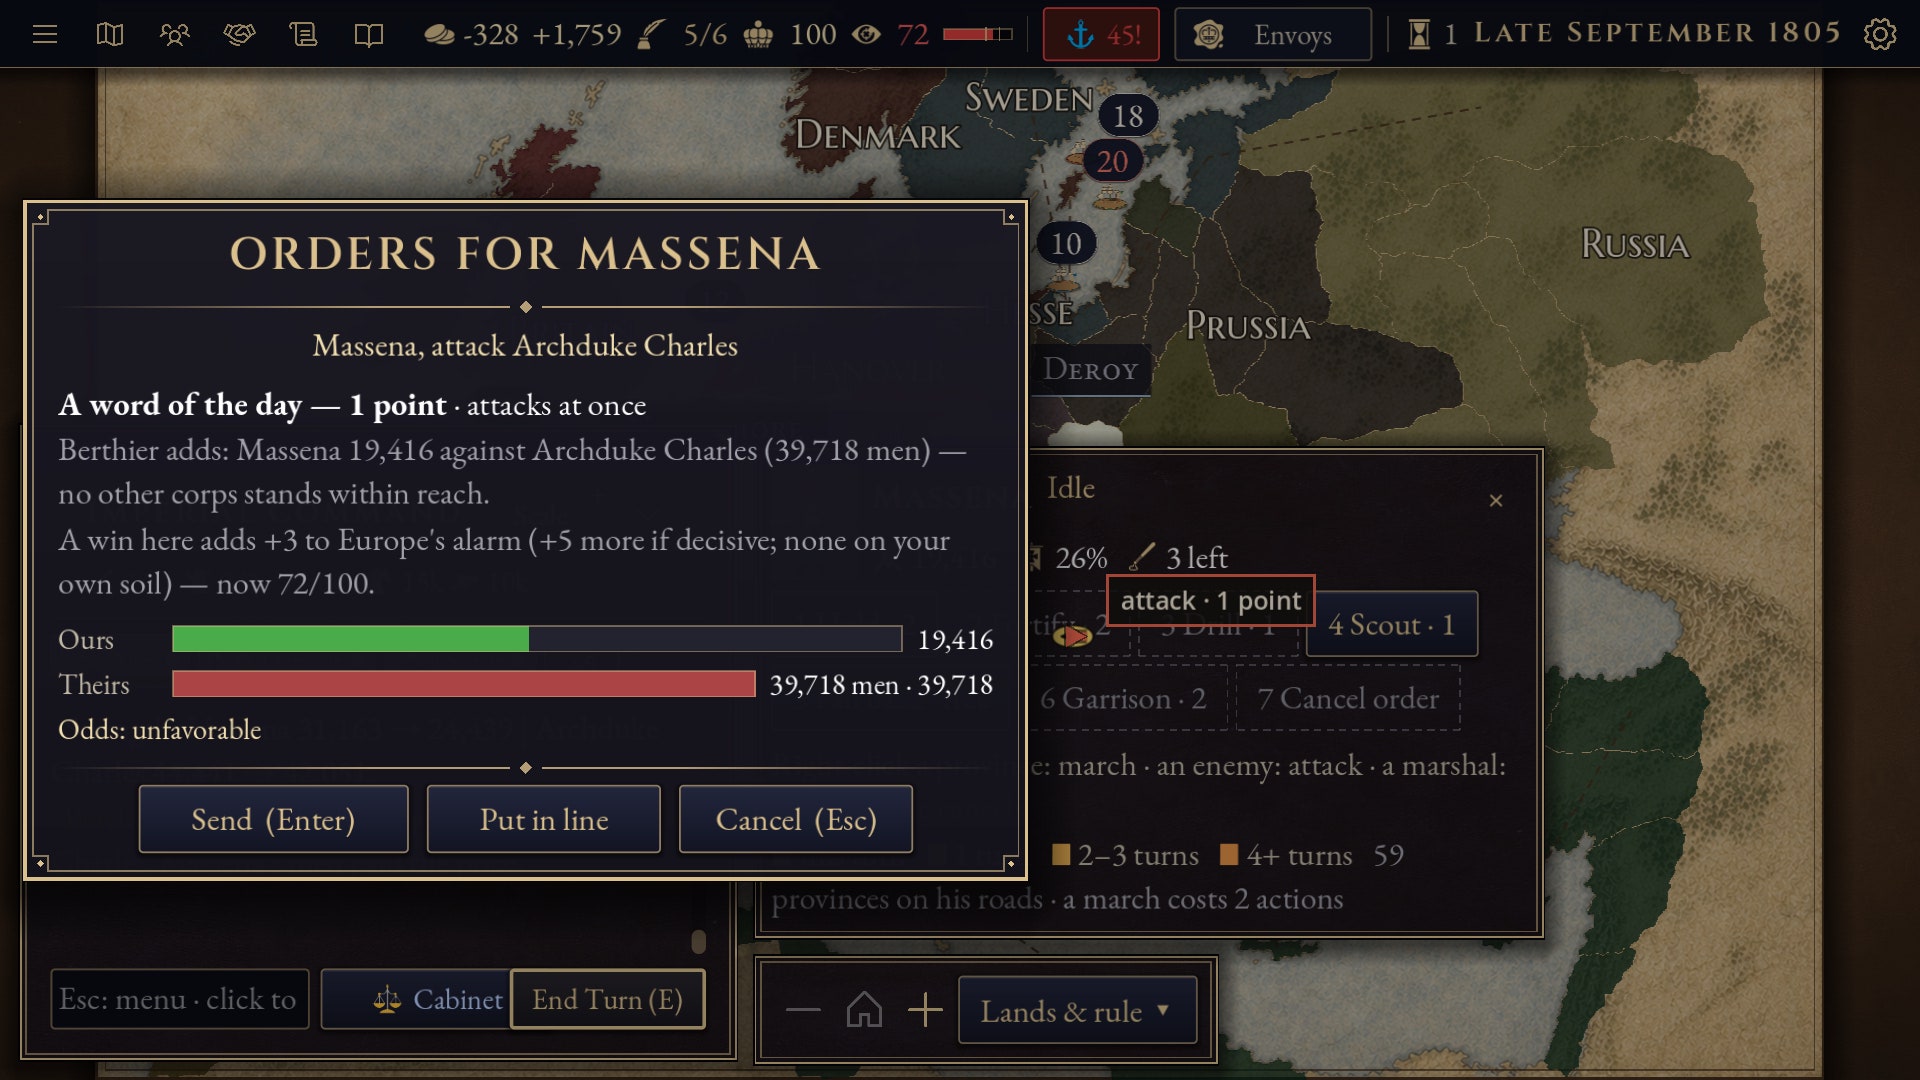 -328 +1,759 5/6 100 72 45! Envoys 1 LATE SEPTEMBER 1805
SWEDEN 18
DENMARK
20
10
RUSSIA
PRUSSIA
DEROY
ORDERS FOR MASSENA
Massena, attack Archduke Charles
A word of the day — 1 point · attacks at once
Berthier adds: Massena 19,416 against Archduke Charles (39,718 men) —
no other corps stands within reach.
A win here adds +3 to Europe's alarm (+5 more if decisive; none on your
own soil) — now 72/100.
Ours 19,416
Theirs 39,718 men · 39,718
Odds: unfavorable
Send (Enter) Put in line Cancel (Esc)
Idle ×
26% 3 left
attack · 1 point
3 Drill · 1 4 Scout · 1
6 Garrison · 2 7 Cancel order
e: march · an enemy: attack · a marshal:
2–3 turns 4+ turns 59
provinces on his roads · a march costs 2 actions
Esc: menu · click to Cabinet End Turn (E)
Lands & rule ▾